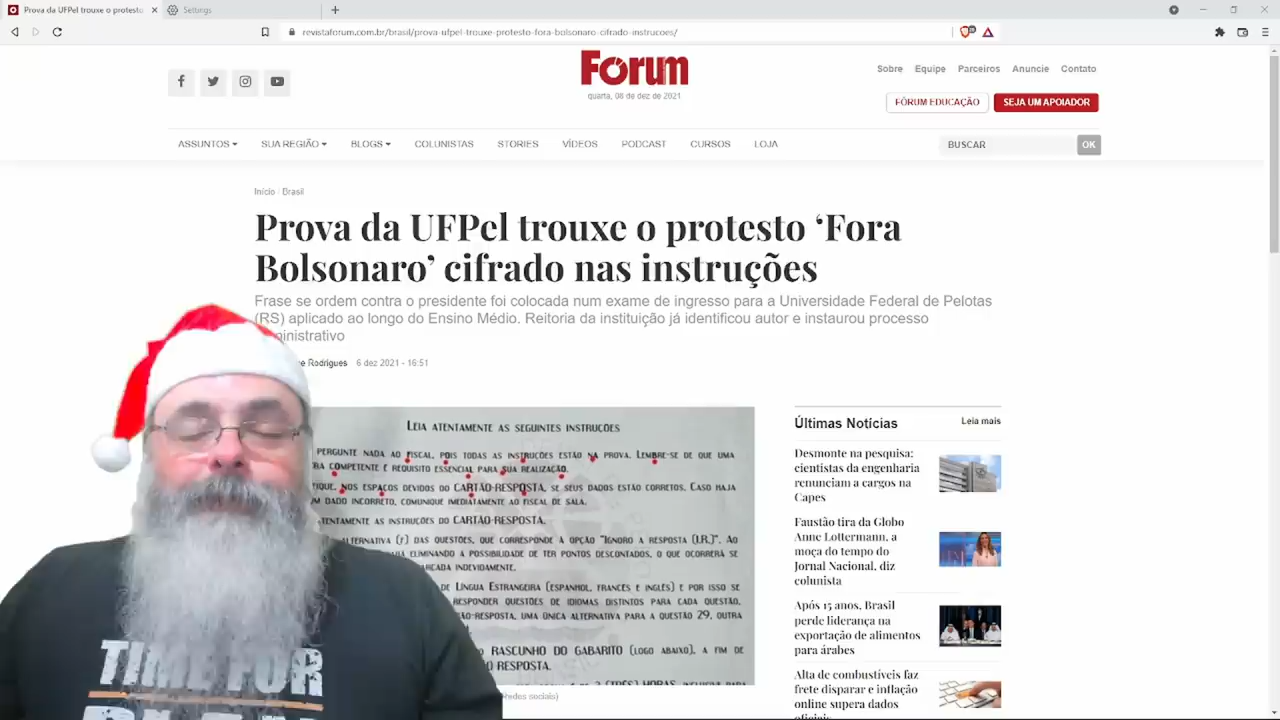 Prova da UFPel trouxe o protesto
Settings
revistaforum.com.br/brasil/prova-ufpel-trouxe-protesto-fora-bolsonaro-cifrado-instrucoes/
Fórum
quarta, 08 de dez de 2021
Sobre Equipe Parceiros Anuncie Contato
FÓRUM EDUCAÇÃO SEJA UM APOIADOR
ASSUNTOS SUA REGIÃO BLOGS COLUNISTAS STORIES VÍDEOS PODCAST CURSOS LOJA BUSCAR OK
Início / Brasil
Prova da UFPel trouxe o protesto ‘Fora
Bolsonaro’ cifrado nas instruções
Frase se ordem contra o presidente foi colocada num exame de ingresso para a Universidade Federal de Pelotas
(RS) aplicado ao longo do Ensino Médio. Reitoria da instituição já identificou autor e instaurou processo
Rodrigues 6 dez 2021 - 16:51
LEIA ATENTAMENTE AS SEGUINTES INSTRUÇÕES
PERGUNTE NADA AO FISCAL, POIS TODAS AS INSTRUÇÕES ESTÃO NA PROVA. LEMBRE-SE DE QUE UMA
COMPETENTE É REQUISITO ESSENCIAL PARA SUA REALIZAÇÃO.
NOS ESPAÇOS DEVIDOS DO CARTÃO-RESPOSTA, SE SEUS DADOS ESTÃO CORRETOS. CASO HAJA
DADO INCORRETO, COMUNIQUE IMEDIATAMENTE AO FISCAL DE SALA.
AS INSTRUÇÕES DO CARTÃO-RESPOSTA.
(F) DAS QUESTÕES, QUE CORRESPONDE À OPÇÃO "IGNORO A RESPOSTA (I.R.)". AO
ELIMINANDO A POSSIBILIDADE DE TER PONTOS DESCONTADOS, O QUE OCORRERÁ SE
INDEVIDAMENTE.
DE LÍNGUA ESTRANGEIRA (ESPANHOL, FRANCÊS E INGLÊS) E POR ISSO SE
RESPONDER QUESTÕES DE IDIOMAS DISTINTOS PARA CADA QUESTÃO,
UMA ÚNICA ALTERNATIVA PARA A QUESTÃO 29, OUTRA
RASCUNHO DO GABARITO (LOGO ABAIXO), A FIM DE
RESPOSTA.
Redes sociais)
Últimas Notícias Leia mais
Desmonte na pesquisa:
cientistas da engenharia
renunciam a cargos na
Capes
Faustão tira da Globo
Anne Lottermann, a
moça do tempo do
Jornal Nacional, diz
colunista
Após 15 anos, Brasil
perde liderança na
exportação de alimentos
para árabes
Alta de combustíveis faz
frete disparar e inflação
online supera dados
oficiais